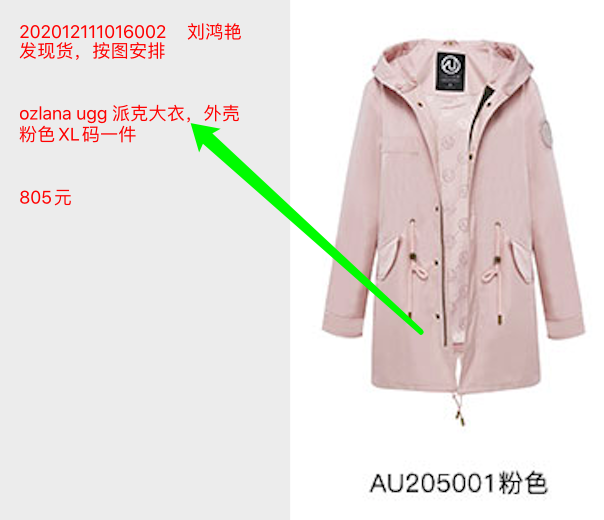 202012111016002 刘鸿艳
发现货，按图安排
ozlana ugg 派克大衣，外壳
粉色XL码一件
805元
AU205001粉色